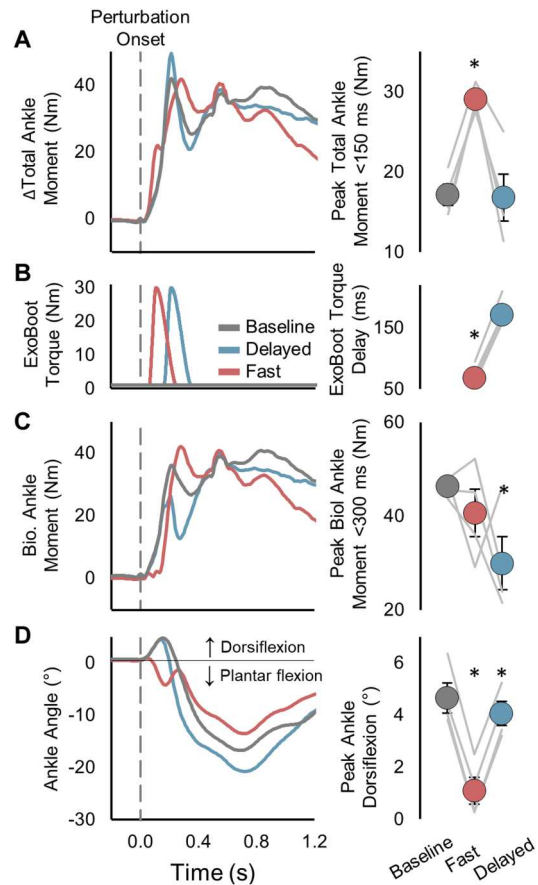 Perturbation
Onset
A
ΔTotal Ankle
Moment (Nm)
40
20
0
Peak Total Ankle
Moment <150 ms (Nm)
30
20
10
*
B
ExoBoot
Torque (Nm)
30
20
10
0
Baseline
Delayed
Fast
ExoBoot Torque
Delay (ms)
150
50
*
C
Bio. Ankle
Moment (Nm)
40
20
0
Peak Biol Ankle
Moment <300 ms (Nm)
60
40
20
*
D
Ankle Angle (°)
0
-10
-20
-30
↑ Dorsiflexion
↓ Plantar flexion
Peak Ankle
Dorsiflexion (°)
6
4
2
0
* *
0.0 0.4 0.8 1.2
Time (s)
Baseline
Fast
Delayed